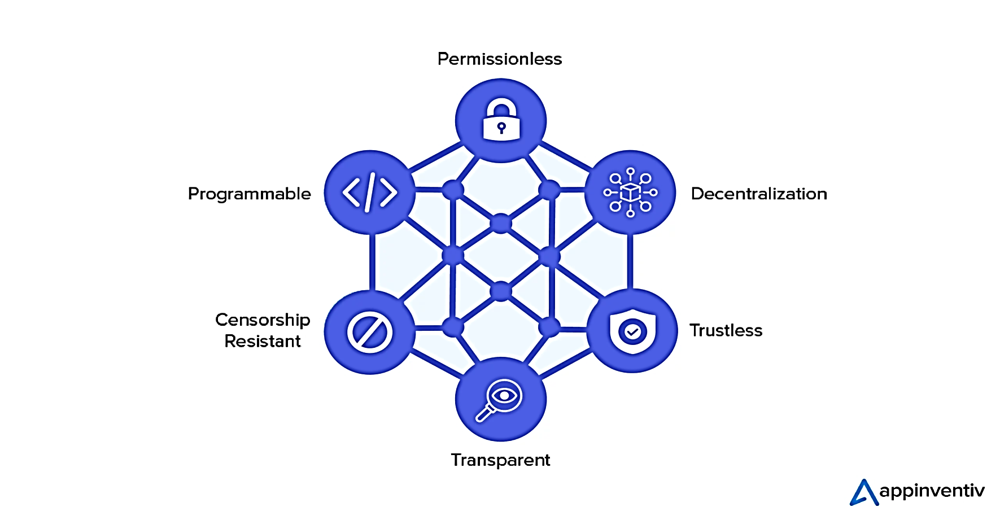 Permissionless
Programmable
Decentralization
Censorship
Resistant
Trustless
Transparent
appinventiv